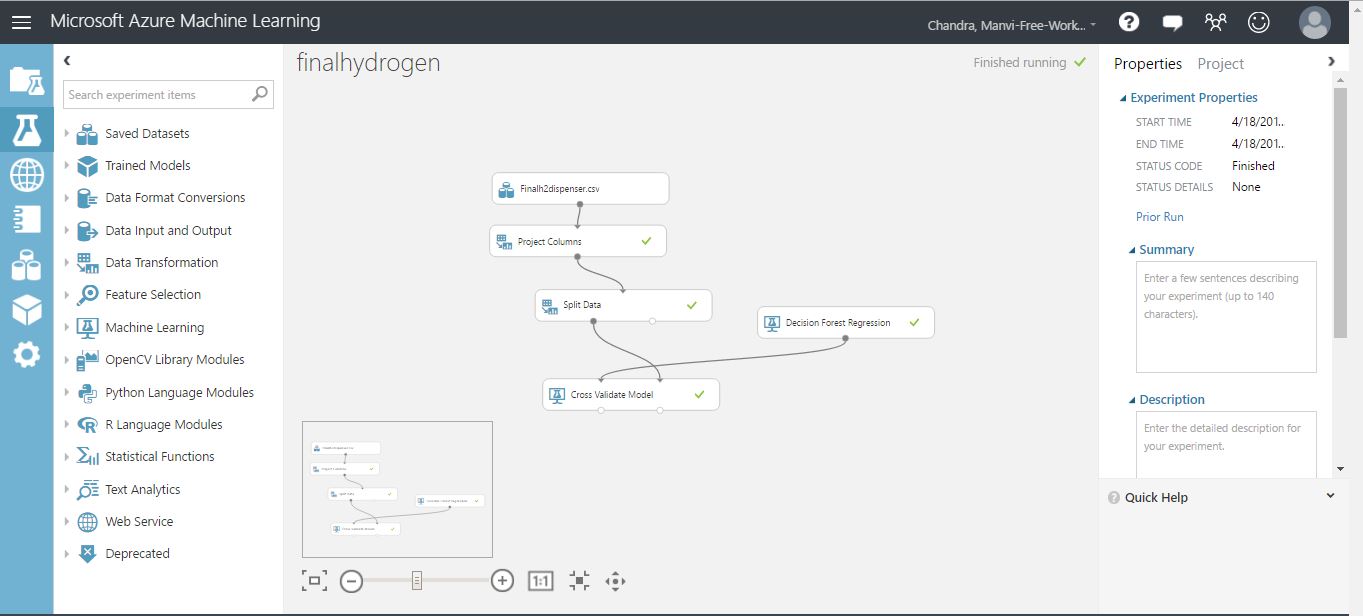 Microsoft Azure Machine Learning
Chandra, Manvi-Free-Work...
finalhydrogen
Finished running
Search experiment items
Saved Datasets
Trained Models
Data Format Conversions
Data Input and Output
Data Transformation
Feature Selection
Machine Learning
OpenCV Library Modules
Python Language Modules
R Language Modules
Statistical Functions
Text Analytics
Web Service
Deprecated
Finalh2dispenser.csv
Project Columns
Split Data
Decision Forest Regression
Cross Validate Model
1:1
Properties Project
Experiment Properties
START TIME 4/18/201...
END TIME 4/18/201...
STATUS CODE Finished
STATUS DETAILS None
Prior Run
Summary
Enter a few sentences describing
your experiment (up to 140
characters).
Description
Enter the detailed description for
your experiment.
Quick Help